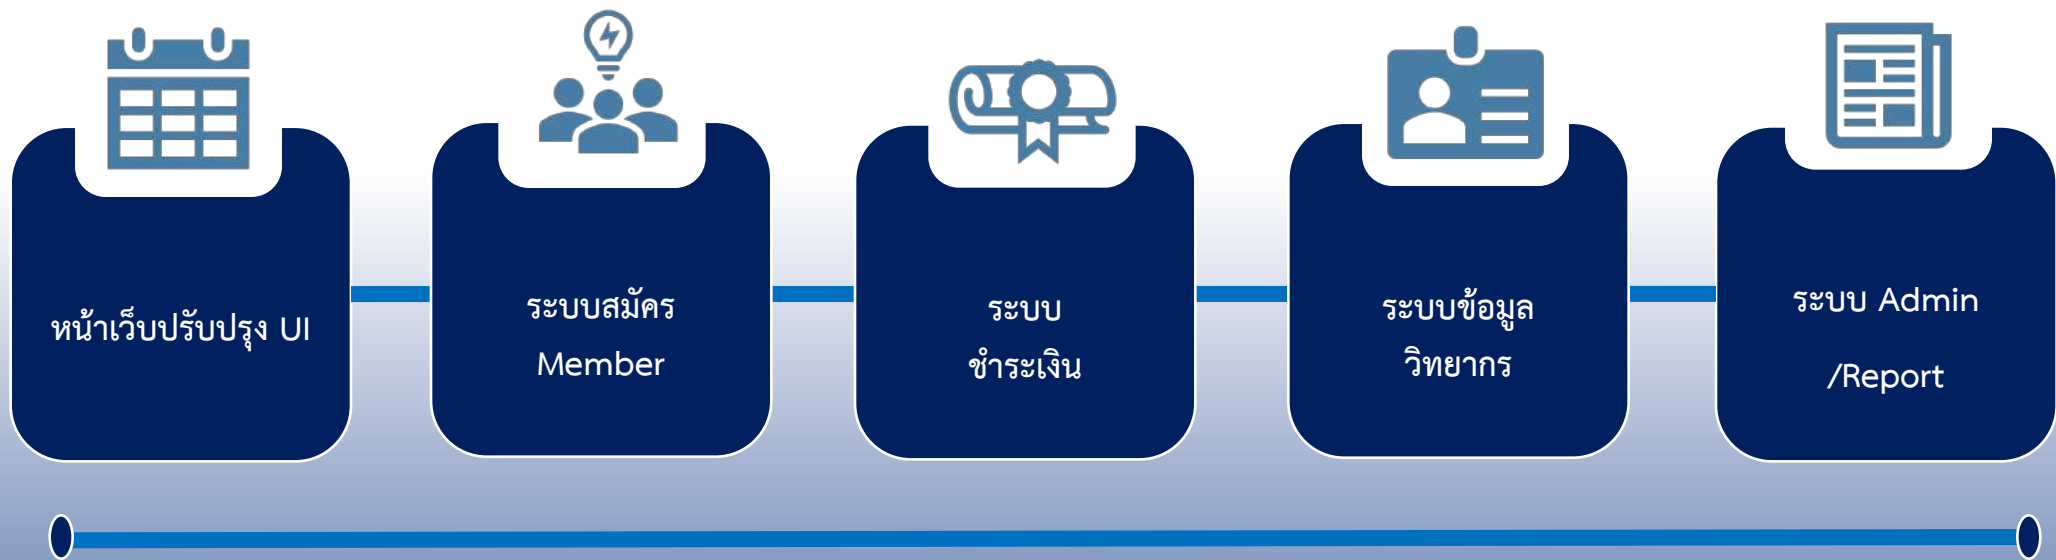 หน้าเว็บปรับปรุง UI
ระบบสมัคร
Member
ระบบ
ชำระเงิน
ระบบข้อมูล
วิทยากร
ระบบ Admin
/Report